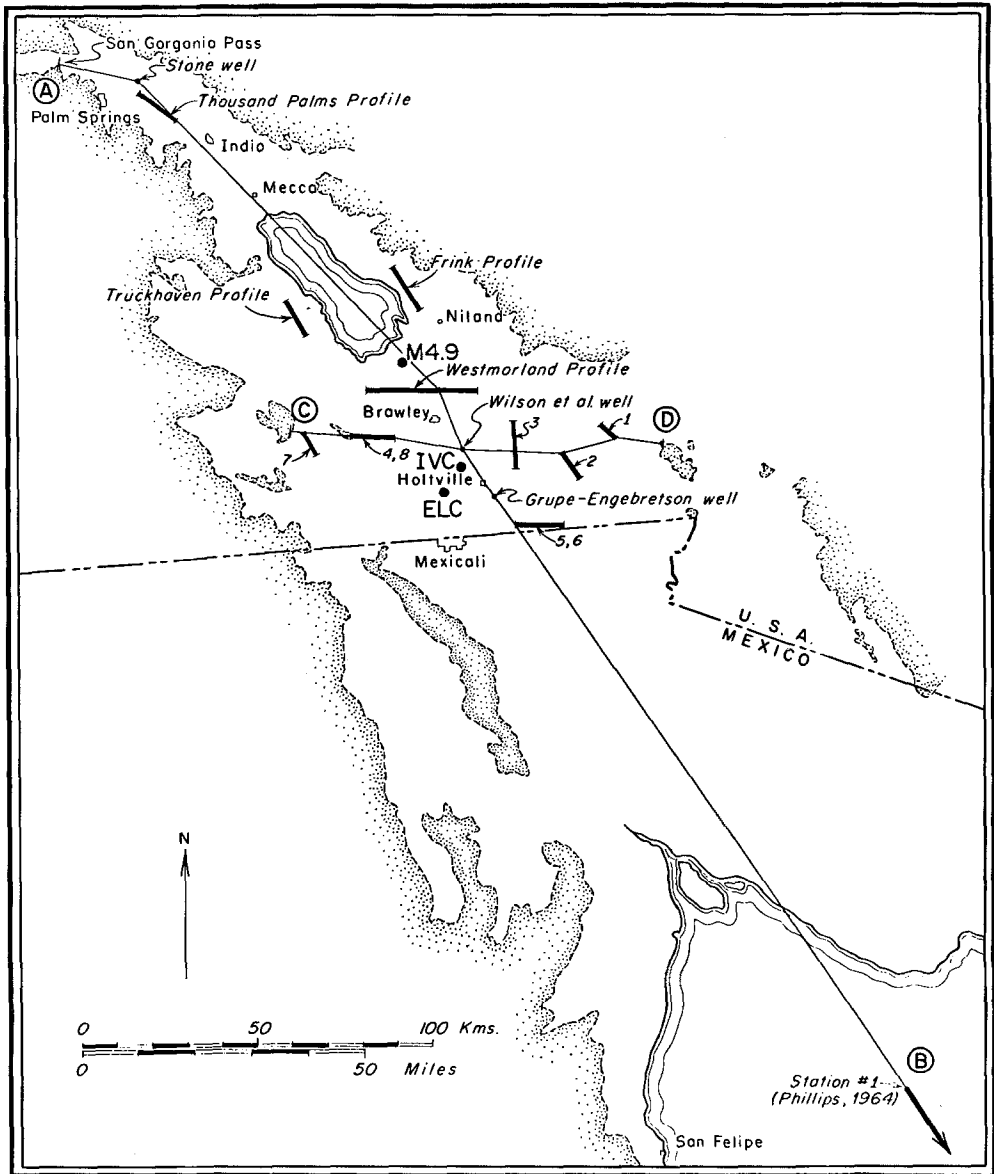 San Gorgonio Pass
Stone well
A
Palm Springs
Thousand Palms Profile
Indio
Mecca
Frink Profile
Truckhaven Profile
Niland
M4.9
Westmorland Profile
Brawley
Wilson et al. well
C
3
1
D
7
4,8
2
IVC
Holtville
ELC
Grupe-Engebretson well
5,6
Mexicali
U. S. A.
MEXICO
N
0 50 100 Kms.
0 50 Miles
B
Station #1
(Phillips, 1964)
San Felipe